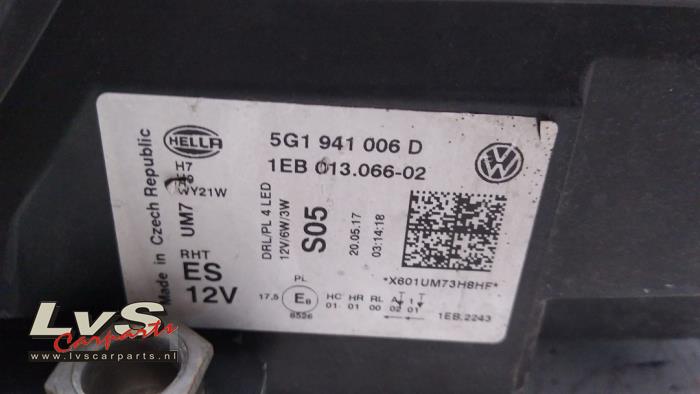 HELLA
5G1 941 006 D
1EB 013.066-02
Made in Czech Republic
H7
WY21W
UM7
RHT
ES
12V
DRL/PL 4 LED
12V/6W/3W
S05
20.05.17
03:14:18
*X601UM73H8HF*
PL
17,5 E8 HC HR RL A 1 T
8526 01 01 00 02 01
1EB.2243
VW
LvS
Carparts
www.lvscarparts.nl